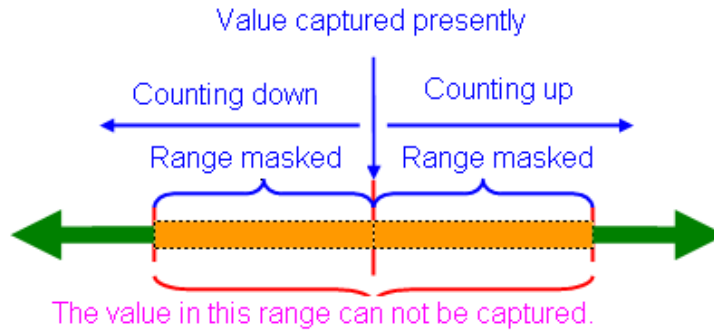 Value captured presently
Counting down
Counting up
Range masked
Range masked
The value in this range can not be captured.